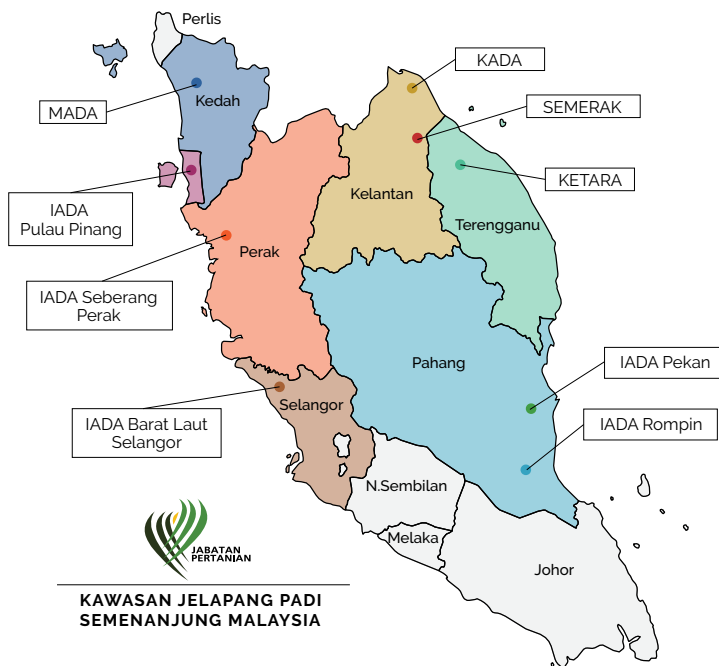 Perlis
KADA
MADA
Kedah
SEMERAK
KETARA
IADA
Pulau Pinang
Kelantan
Terengganu
Perak
IADA Seberang
Perak
Pahang
IADA Pekan
Selangor
IADA Barat Laut
Selangor
IADA Rompin
N.Sembilan
Melaka
JABATAN
PERTANIAN
Johor
KAWASAN JELAPANG PADI
SEMENANJUNG MALAYSIA